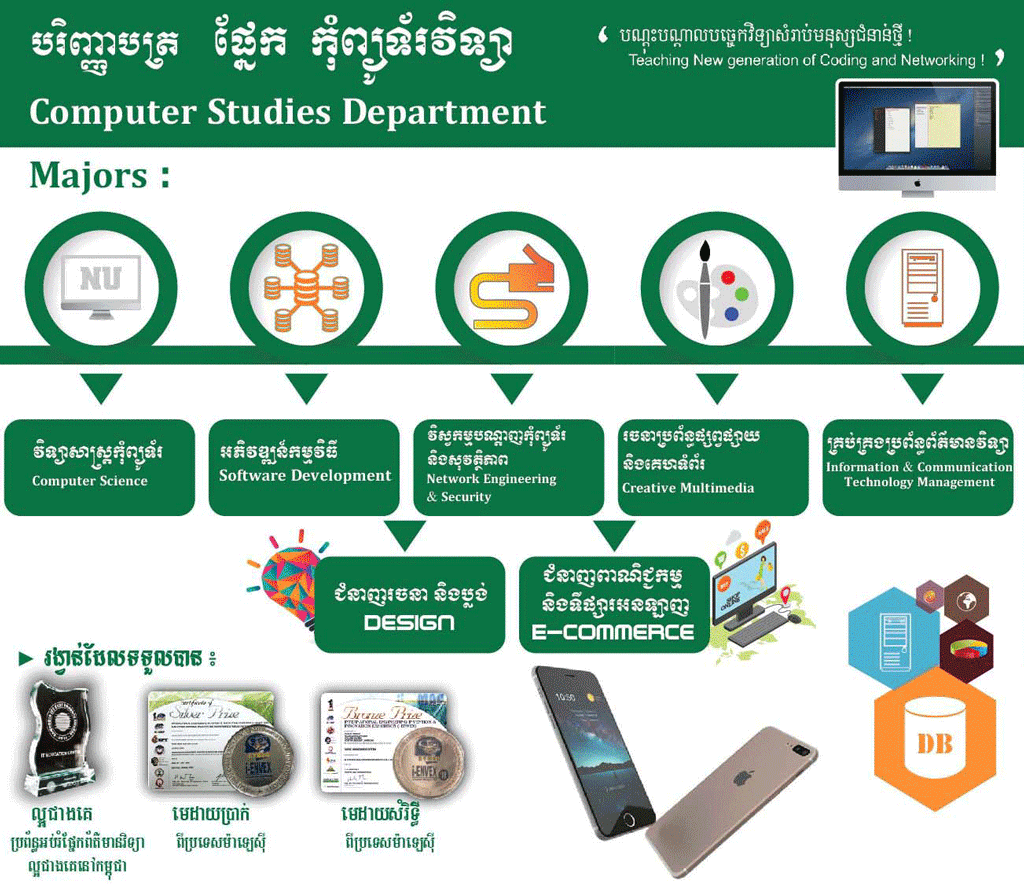 បរិញ្ញាបត្រ ផ្នែក កុំព្យូទ័រវិទ្យា
‘ បណ្តុះបណ្តាលបច្ចេកវិទ្យាសំរាប់មនុស្សជំនាន់ថ្មី !
Teaching New generation of Coding and Networking ! ’
Computer Studies Department
Majors :
NU
វិទ្យាសាស្ត្រកុំព្យូទ័រ
Computer Science
អភិវឌ្ឍន៍កម្មវិធី
Software Development
វិស្វកម្មបណ្តាញកុំព្យូទ័រ
និងសុវត្ថិភាព
Network Engineering
& Security
រចនាប្រព័ន្ធផ្សព្វផ្សាយ
និងគេហទំព័រ
Creative Multimedia
គ្រប់គ្រងប្រព័ន្ធព័ត៌មានវិទ្យា
Information & Communication
Technology Management
ជំនាញរចនា និងប្លង់
DESIGN
ជំនាញពាណិជ្ជកម្ម
និងទីផ្សារអនឡាញ
E-COMMERCE
SHOP
ONLINE
► រង្វាន់ដែលទទួលបាន ៖
Certificate of
Silver Prize
i-ENVEX
Bronze Prize
i-ENVEX
10:00
DB
ល្អជាងគេ
ប្រព័ន្ធអប់រំផ្នែកព័ត៌មានវិទ្យា
ល្អជាងគេនៅកម្ពុជា
មេដាយប្រាក់
ពីប្រទេសម៉ាឡេស៊ី
មេដាយសំរិទ្ធិ
ពីប្រទេសម៉ាឡេស៊ី